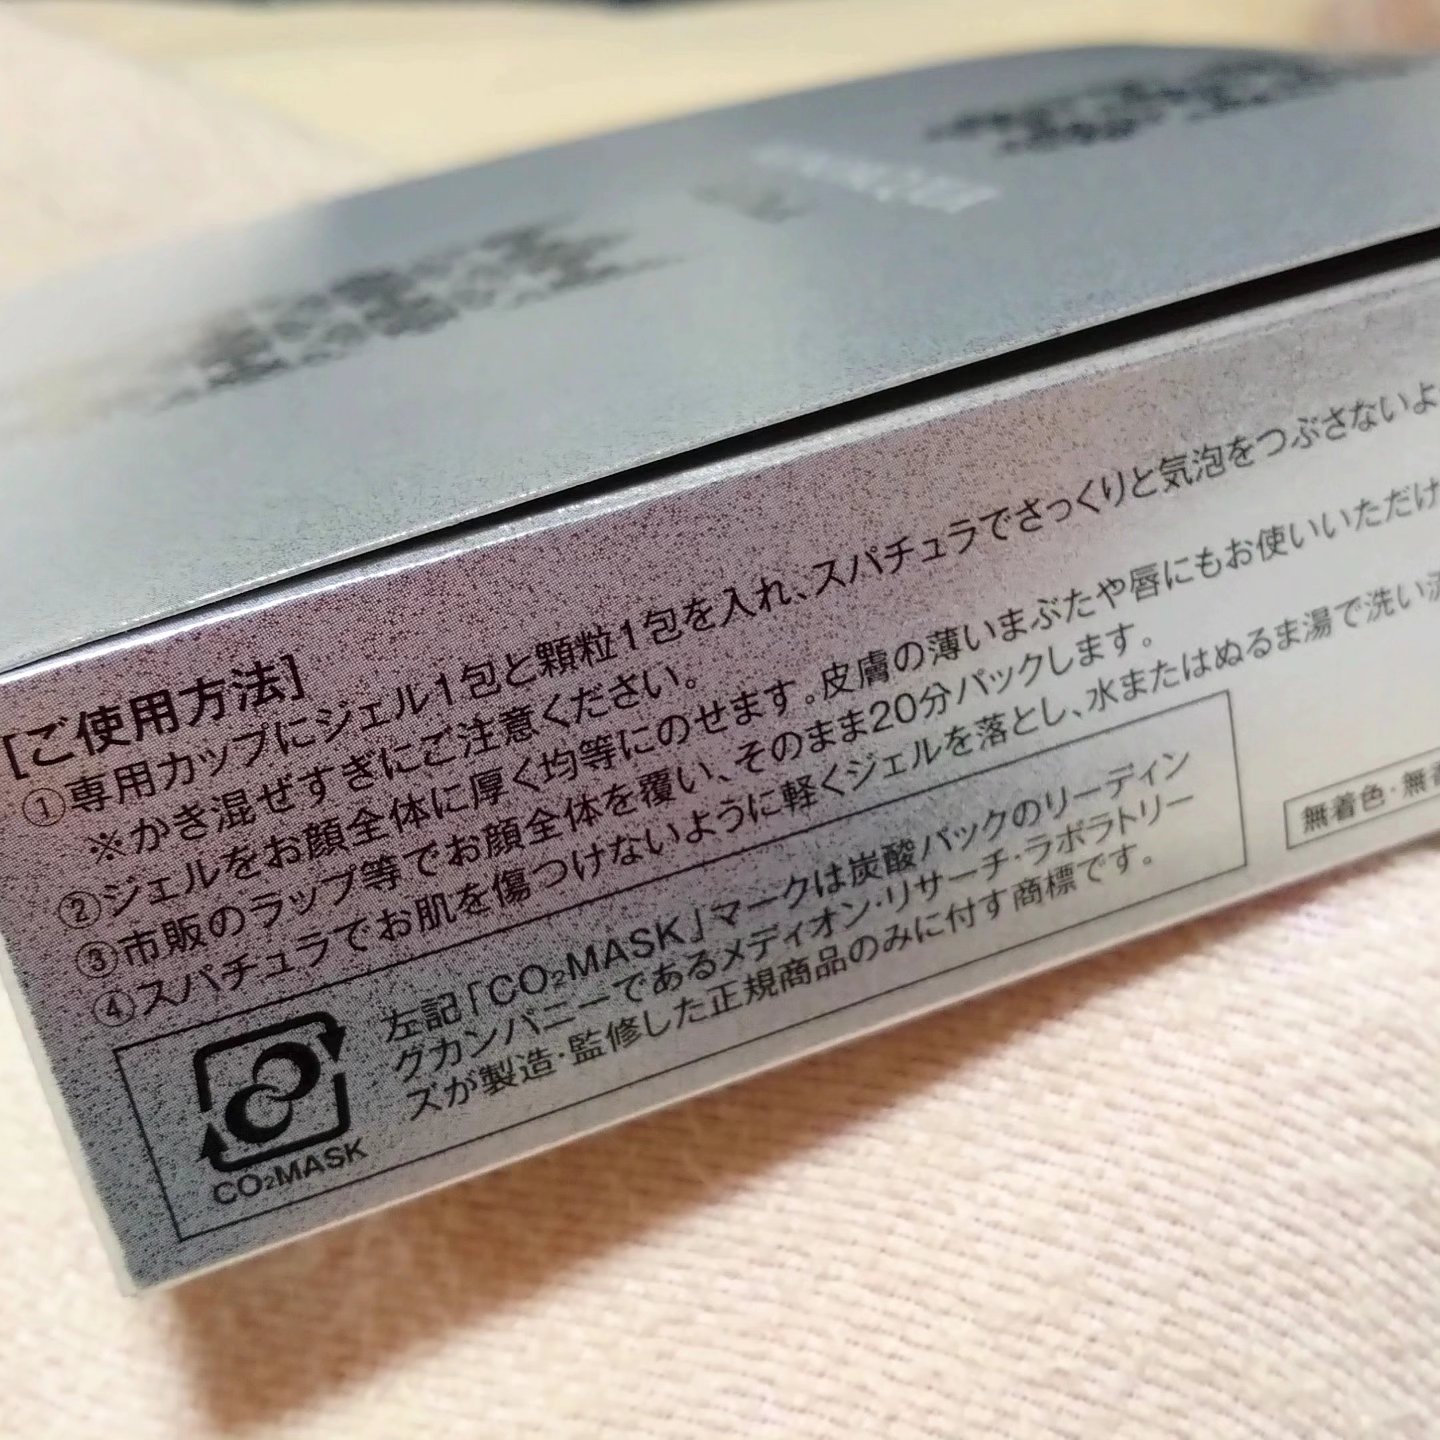 [ご使用方法]
①専用カップにジェル1包と顆粒1包を入れ、スパチュラでさっくりと気泡をつぶさないよ
※かき混ぜすぎにご注意ください。
②ジェルをお顔全体に厚く均等にのせます。皮膚の薄いまぶたや唇にもお使いいただけ
③市販のラップ等でお顔全体を覆い、そのまま20分パックします。
④スパチュラでお肌を傷つけないように軽くジェルを落とし、水またはぬるま湯で洗い流
左記「CO₂MASK」マークは炭酸パックのリーディン
グカンパニーであるメディオン・リサーチ・ラボラトリー
ズが製造・監修した正規商品のみに付す商標です。
CO₂MASK
無着色・無香